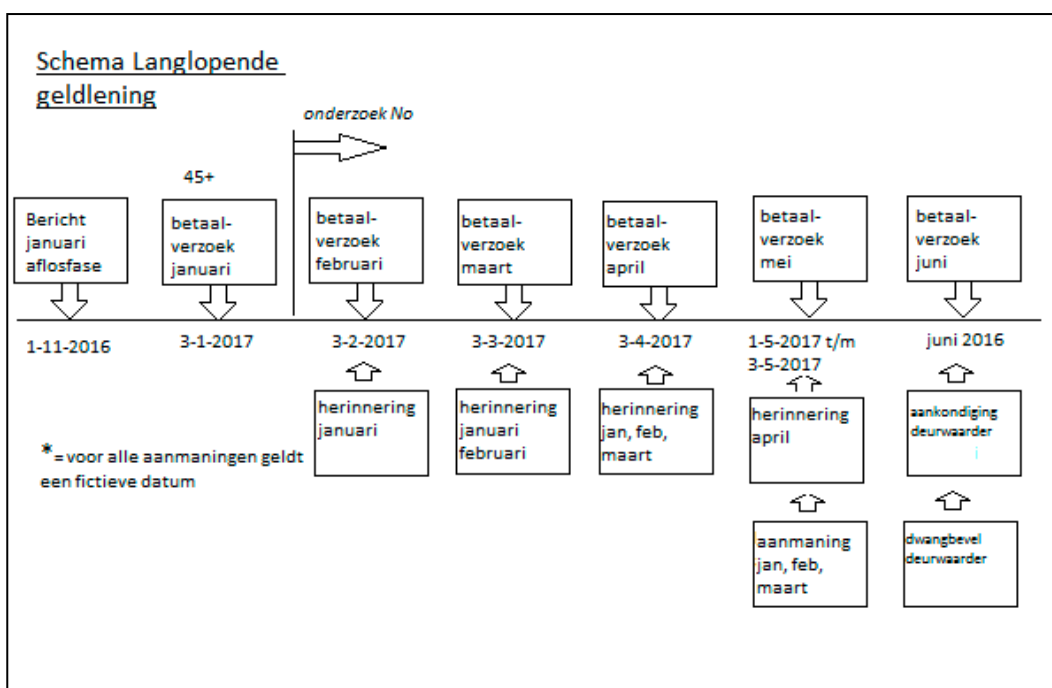 Schema Langlopende
geldlening
onderzoek No
45+
Bericht
januari
aflosfase
betaal-
verzoek
januari
betaal-
verzoek
februari
betaal-
verzoek
maart
betaal-
verzoek
april
betaal-
verzoek
mei
betaal-
verzoek
juni
1-11-2016
3-1-2017
3-2-2017
3-3-2017
3-4-2017
1-5-2017 t/m
3-5-2017
juni 2016
herinnering
januari
herinnering
januari
februari
herinnering
jan, feb,
maart
herinnering
april
aankondiging
deurwaarder
*=voor alle aanmaningen geldt
een fictieve datum
aanmaning
jan, feb,
maart
dwangbevel
deurwaarder